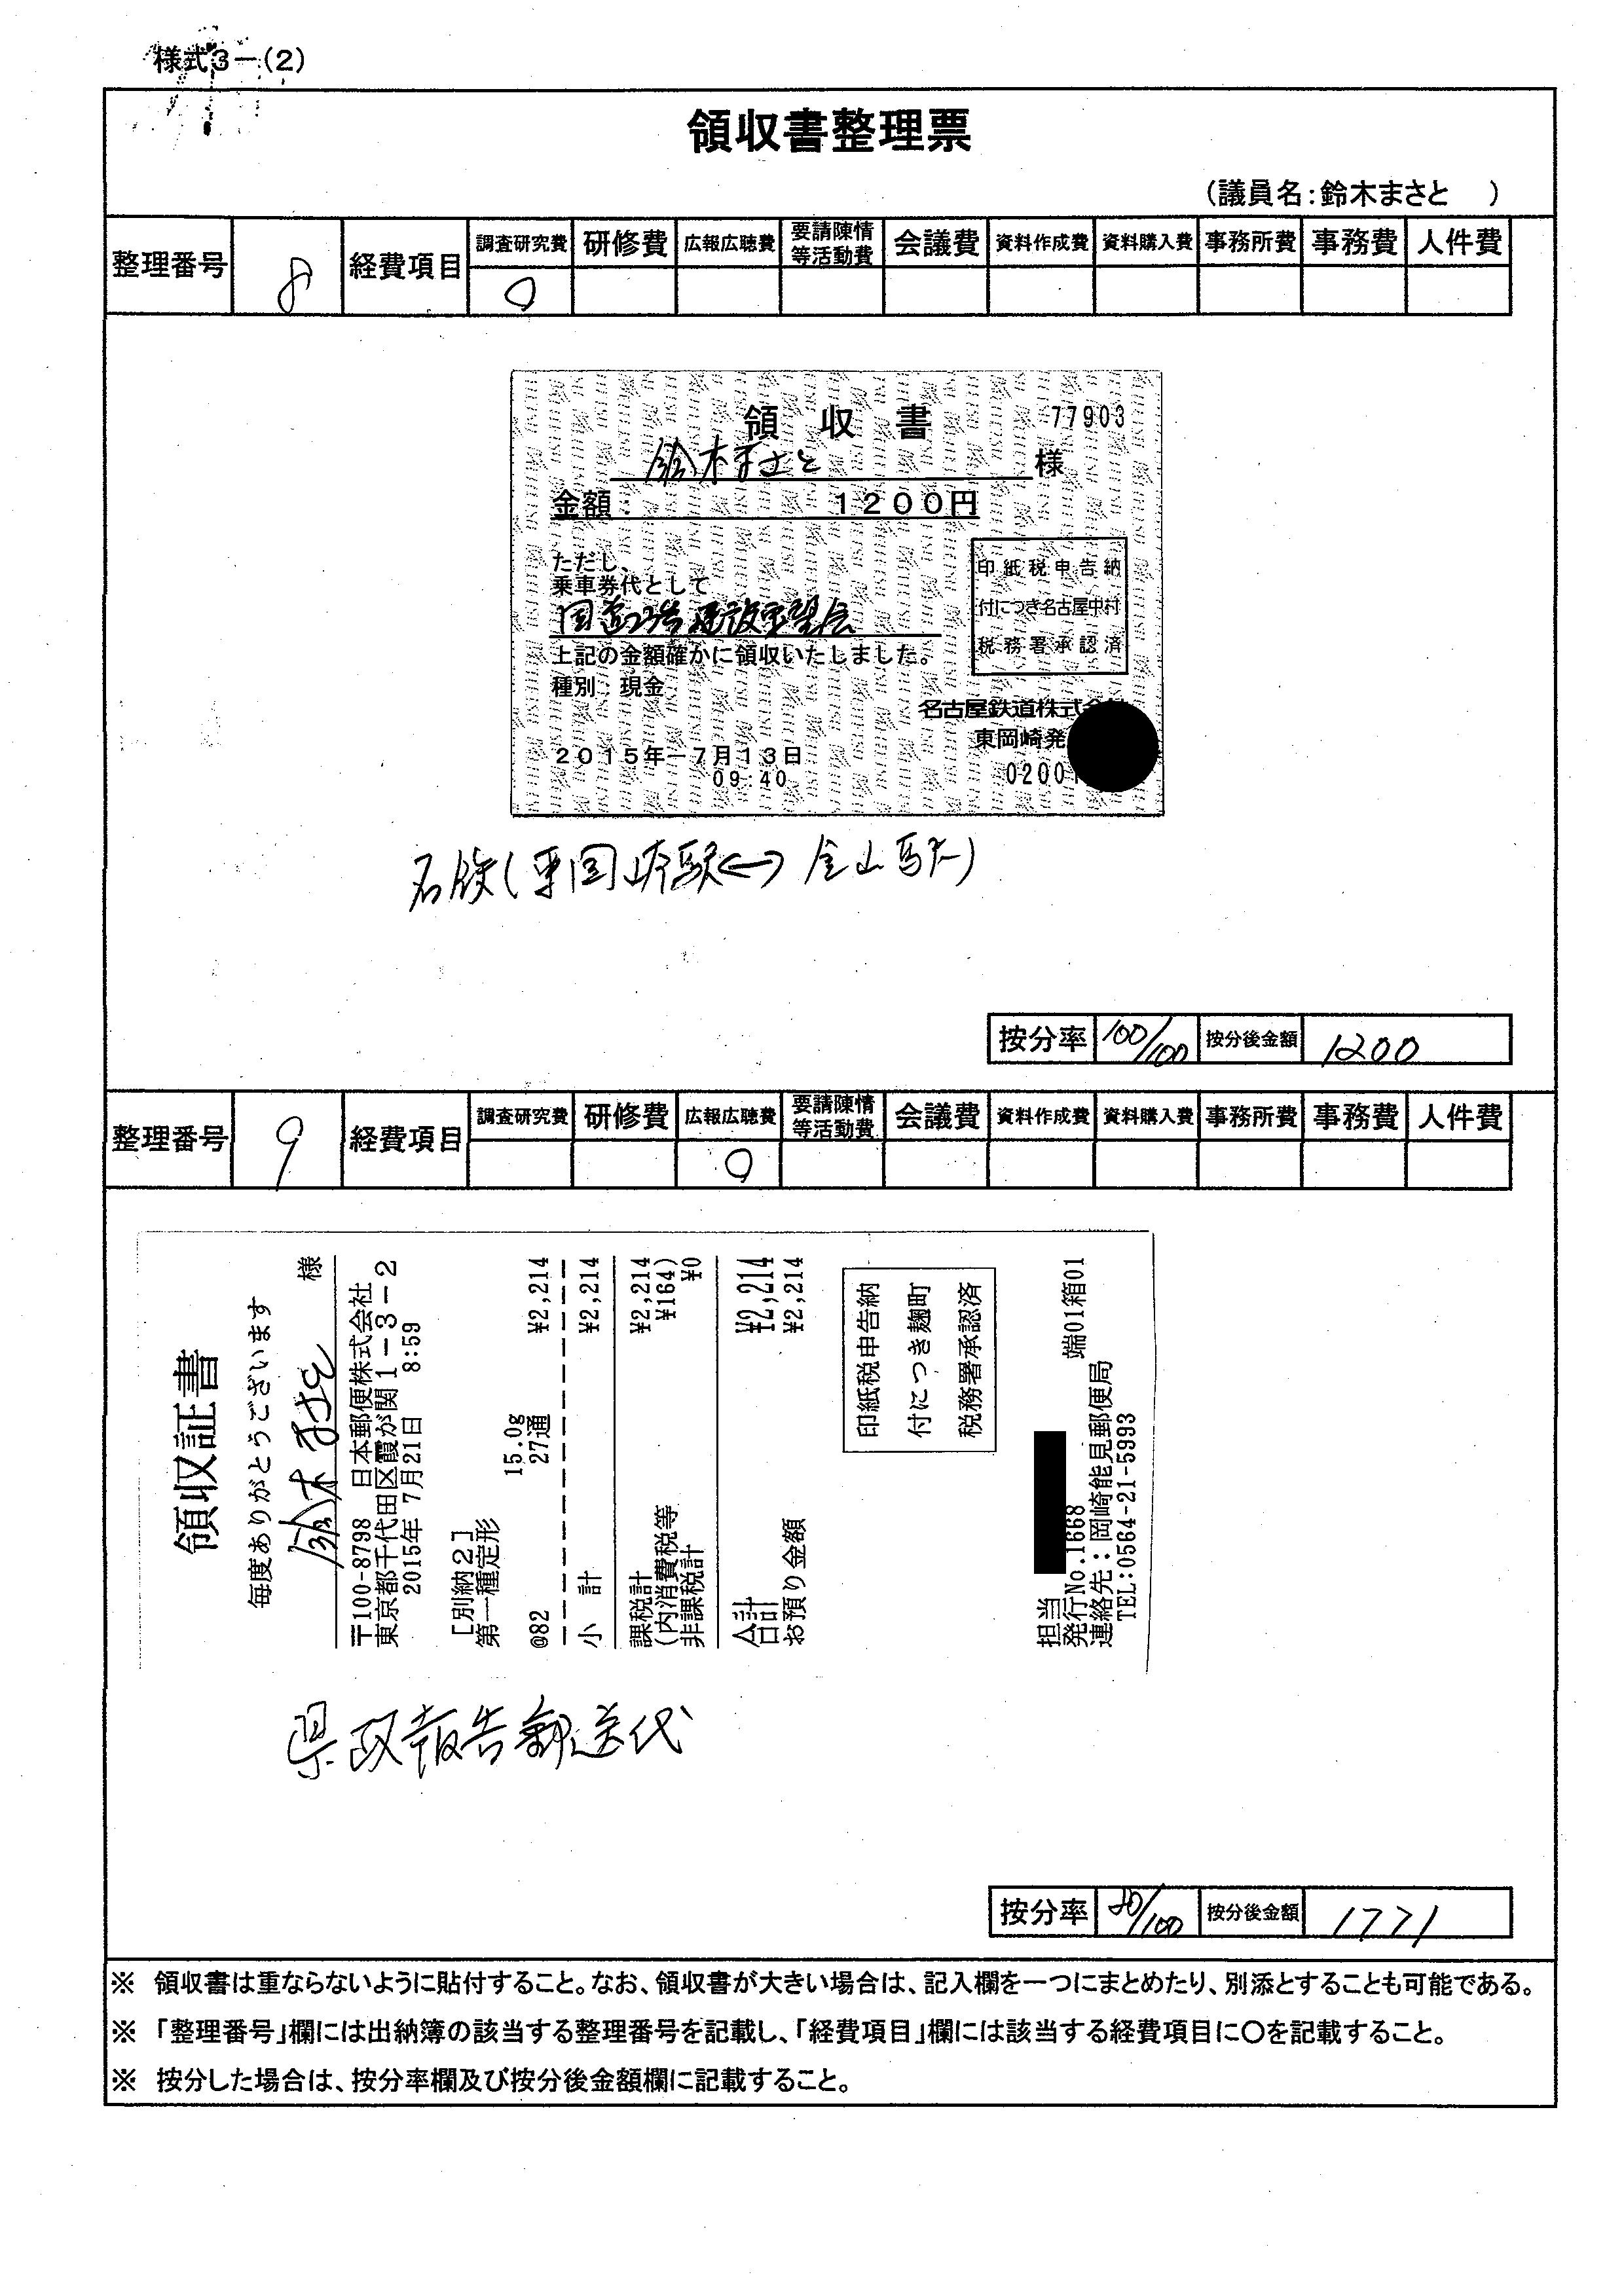 様式3－(2)
領収書整理票
(議員名:鈴木まさと　)
整理番号 8 経費項目 調査研究費 研修費 広報広聴費 要請陳情等活動費 会議費 資料作成費 資料購入費 事務所費 事務費 人件費
○
領収書 77903
鈴木まさと 様
金額: 1200円
ただし、
乗車券代として
国道23号建設要望会
上記の金額確かに領収いたしました。
種別:現金
印紙税申告納
付につき名古屋中村
税務署承認済
名古屋鉄道株式会
東岡崎発
2015年-7月13日
09:40
02001
名鉄(東岡崎駅↔金山駅)
按分率 100/100 按分後金額 1200
整理番号 9 経費項目 調査研究費 研修費 広報広聴費 要請陳情等活動費 会議費 資料作成費 資料購入費 事務所費 事務費 人件費
○
領収証書
毎度ありがとうございます
鈴木まさと 様
〒100-8798 日本郵便株式会社
東京都千代田区霞が関1-3-2
2015年 7月21日 8:59
[別納2]
第一種定形
15.0g
@82 27通 ¥2,214
小 計 ¥2,214
課税計 ¥2,214
(内消費税等 ¥164)
非課税計 ¥0
合計 ¥2,214
お預り金額 ¥2,214
印紙税申告納
付につき麹町
税務署承認済
担当
発行No.1668 端01箱01
連絡先:岡崎能見郵便局
TEL:0564-21-5993
県政報告郵送代
按分率 80/100 按分後金額 1771
※ 領収書は重ならないように貼付すること。なお、領収書が大きい場合は、記入欄を一つにまとめたり、別添とすることも可能である。
※ 「整理番号」欄には出納簿の該当する整理番号を記載し、「経費項目」欄には該当する経費項目に○を記載すること。
※ 按分した場合は、按分率欄及び按分後金額欄に記載すること。